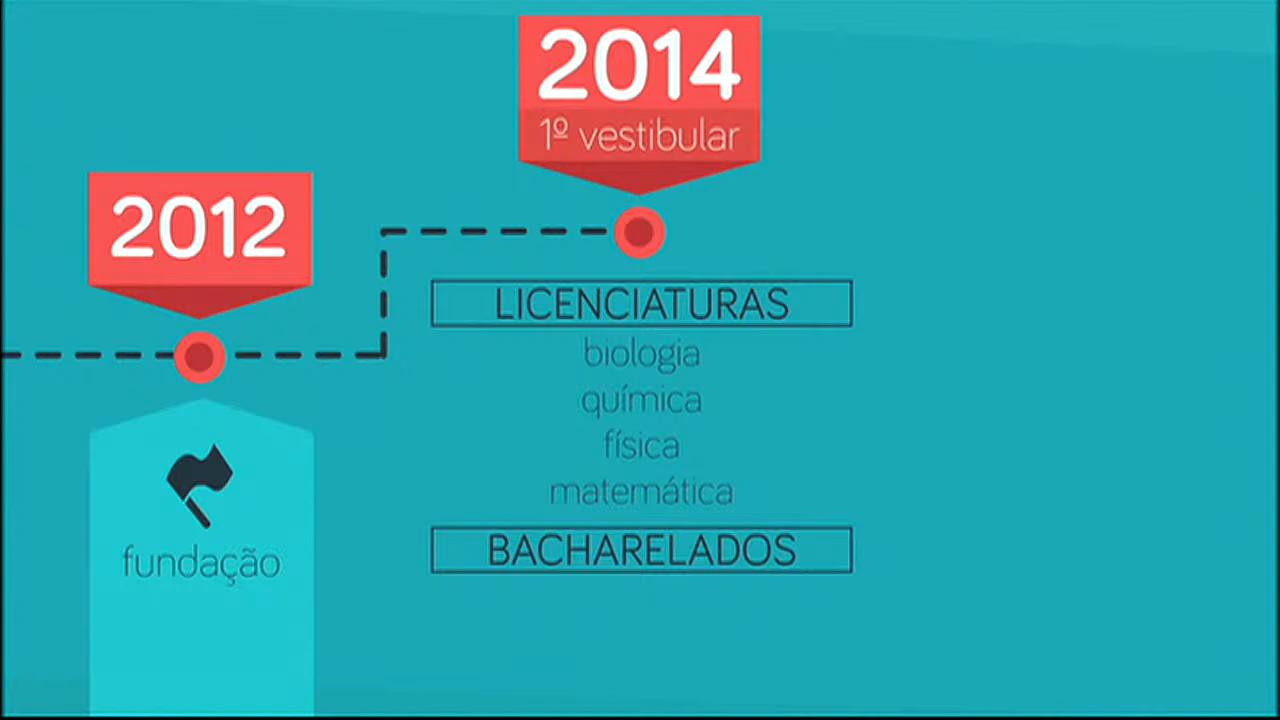 2012
fundação
2014
1º vestibular
LICENCIATURAS
biologia
química
física
matemática
BACHARELADOS